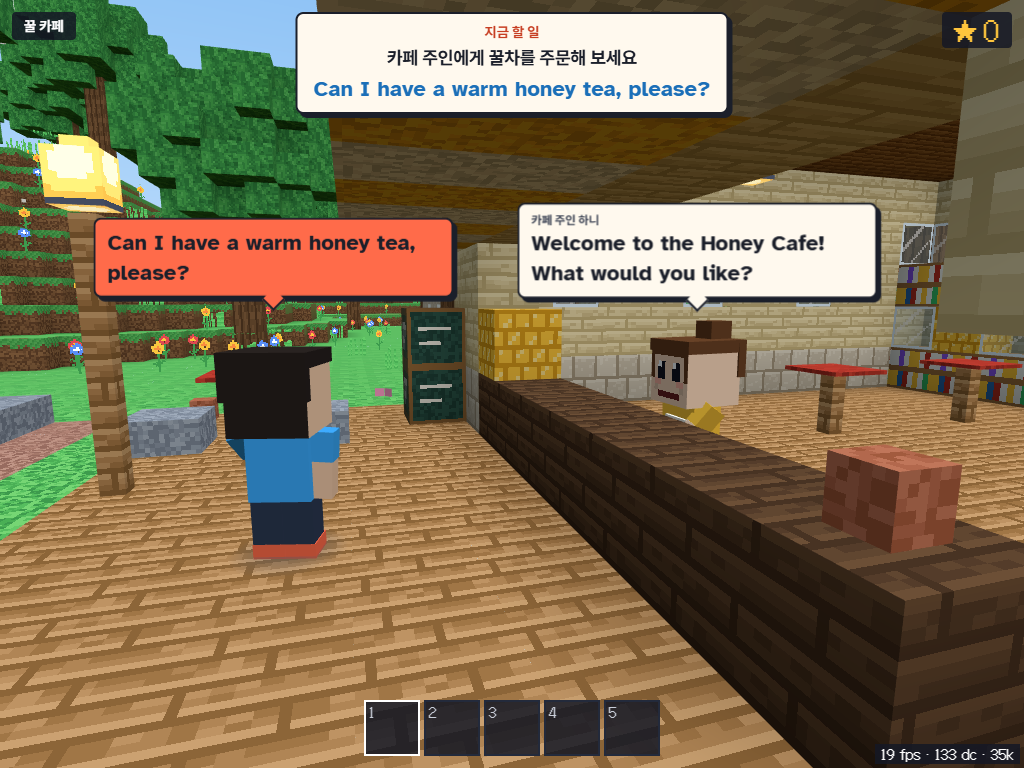 꿀 카페
지금 할 일
카페 주인에게 꿀차를 주문해 보세요
Can I have a warm honey tea, please?
★ 0
Can I have a warm honey tea,
please?
카페 주인 하니
Welcome to the Honey Cafe!
What would you like?
1 2 3 4 5
19 fps · 133 dc · 35k